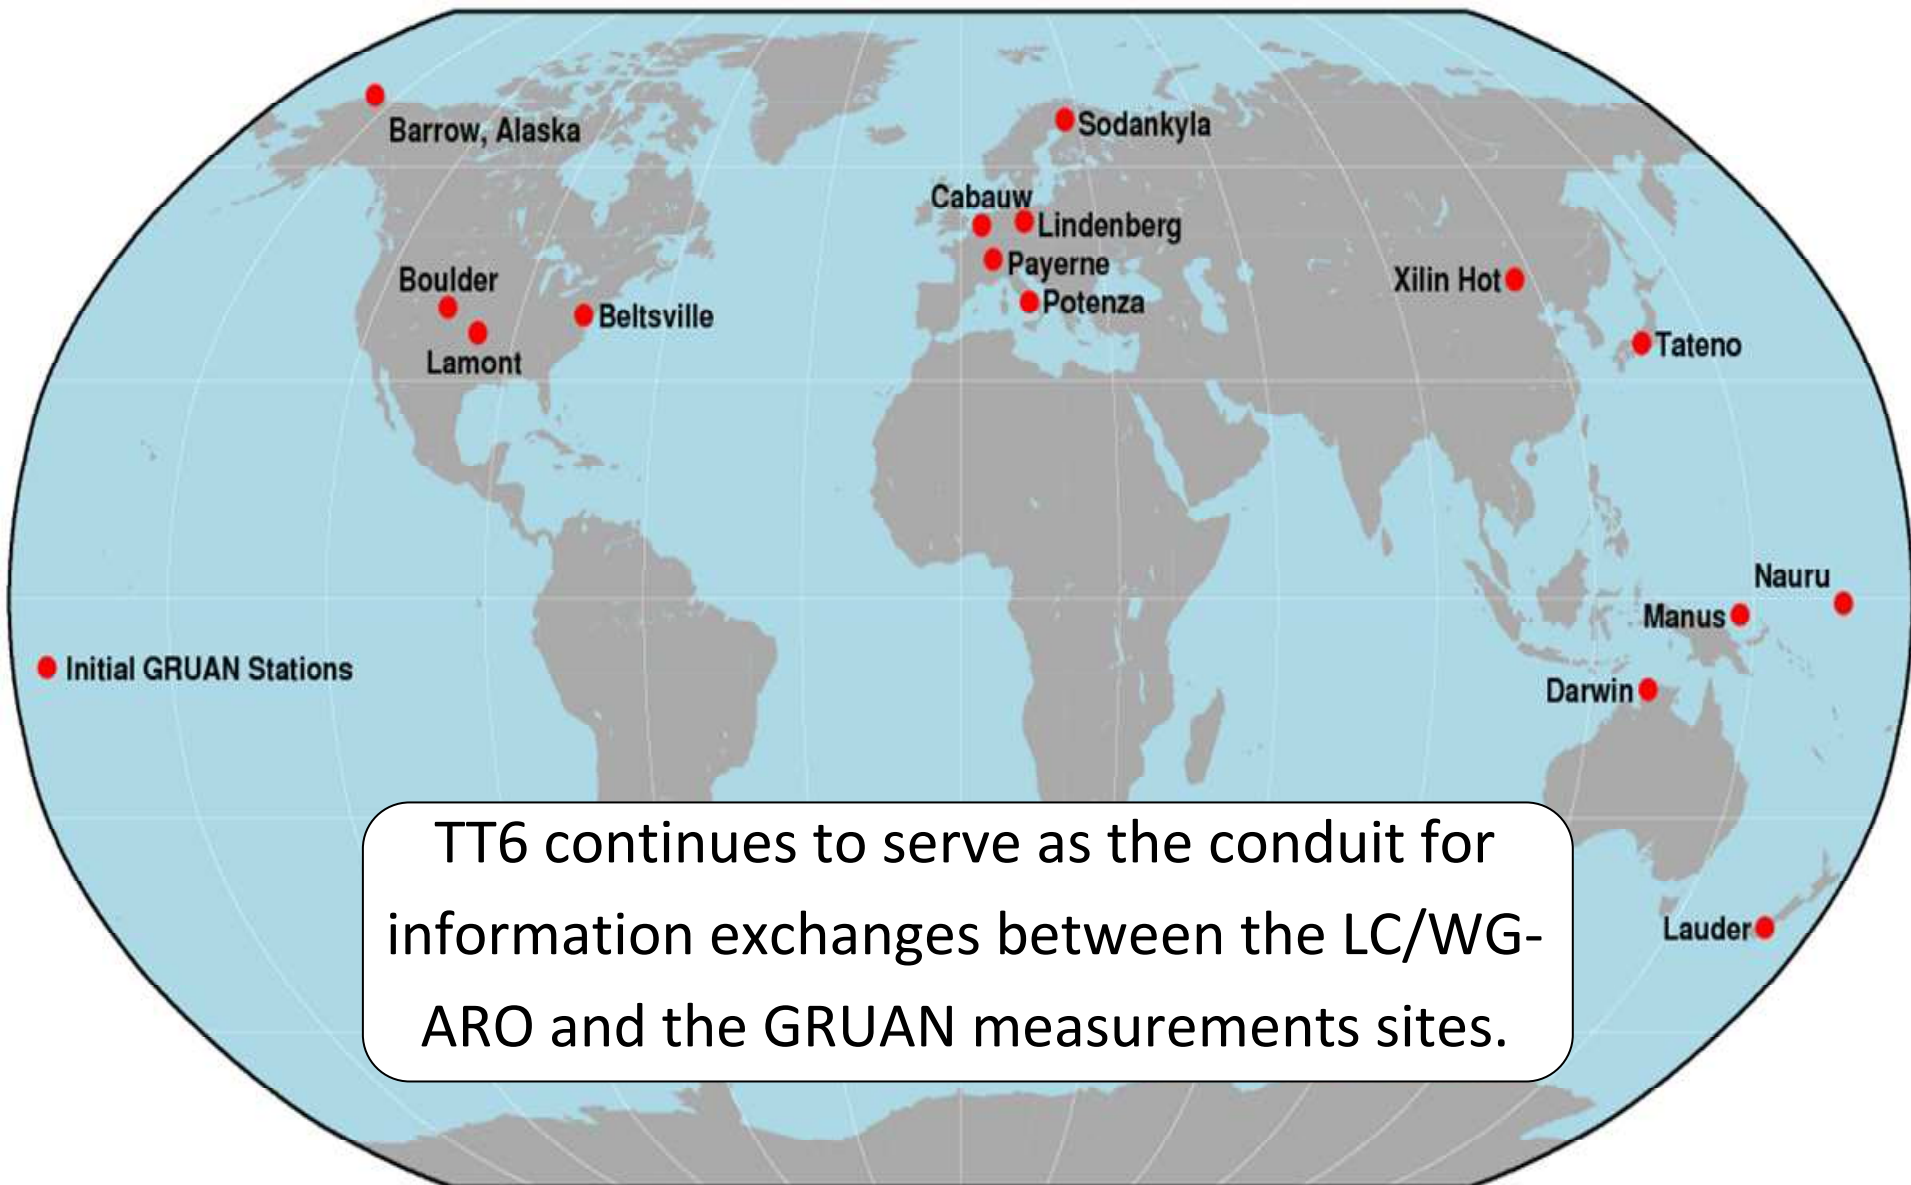 Barrow, Alaska
Sodankyla
Cabauw
Lindenberg
Payerne
Boulder
Xilin Hot
Potenza
Beltsville
Tateno
Lamont
Nauru
Manus
Initial GRUAN Stations
Darwin
TT6 continues to serve as the conduit for
information exchanges between the LC/WG-
ARO and the GRUAN measurements sites.
Lauder